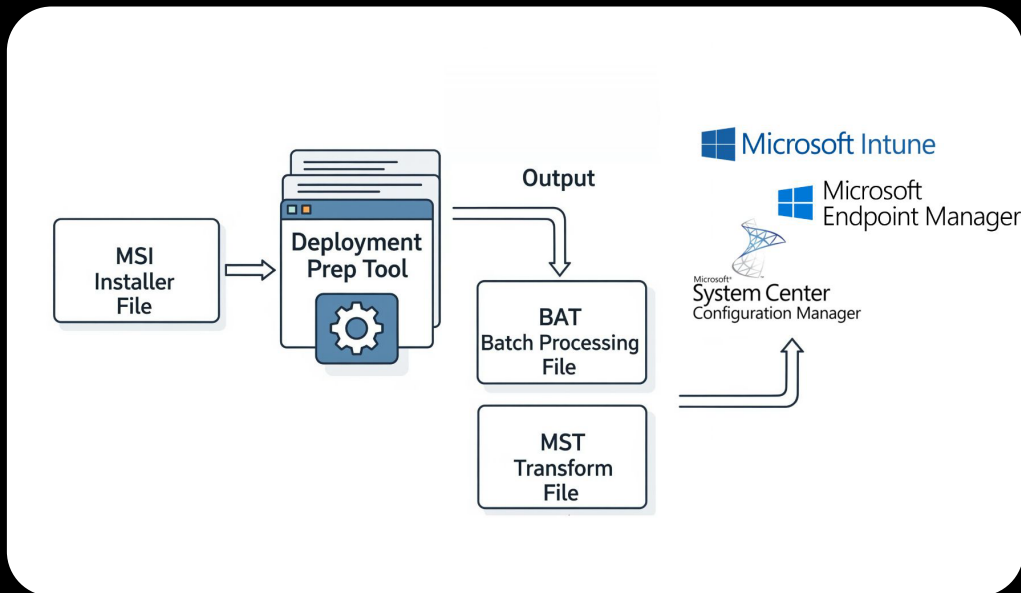 MSI
Installer
File
Deployment
Prep Tool
Output
BAT
Batch Processing
File
MST
Transform
File
Microsoft Intune
Microsoft
Endpoint Manager
Microsoft®
System Center
Configuration Manager